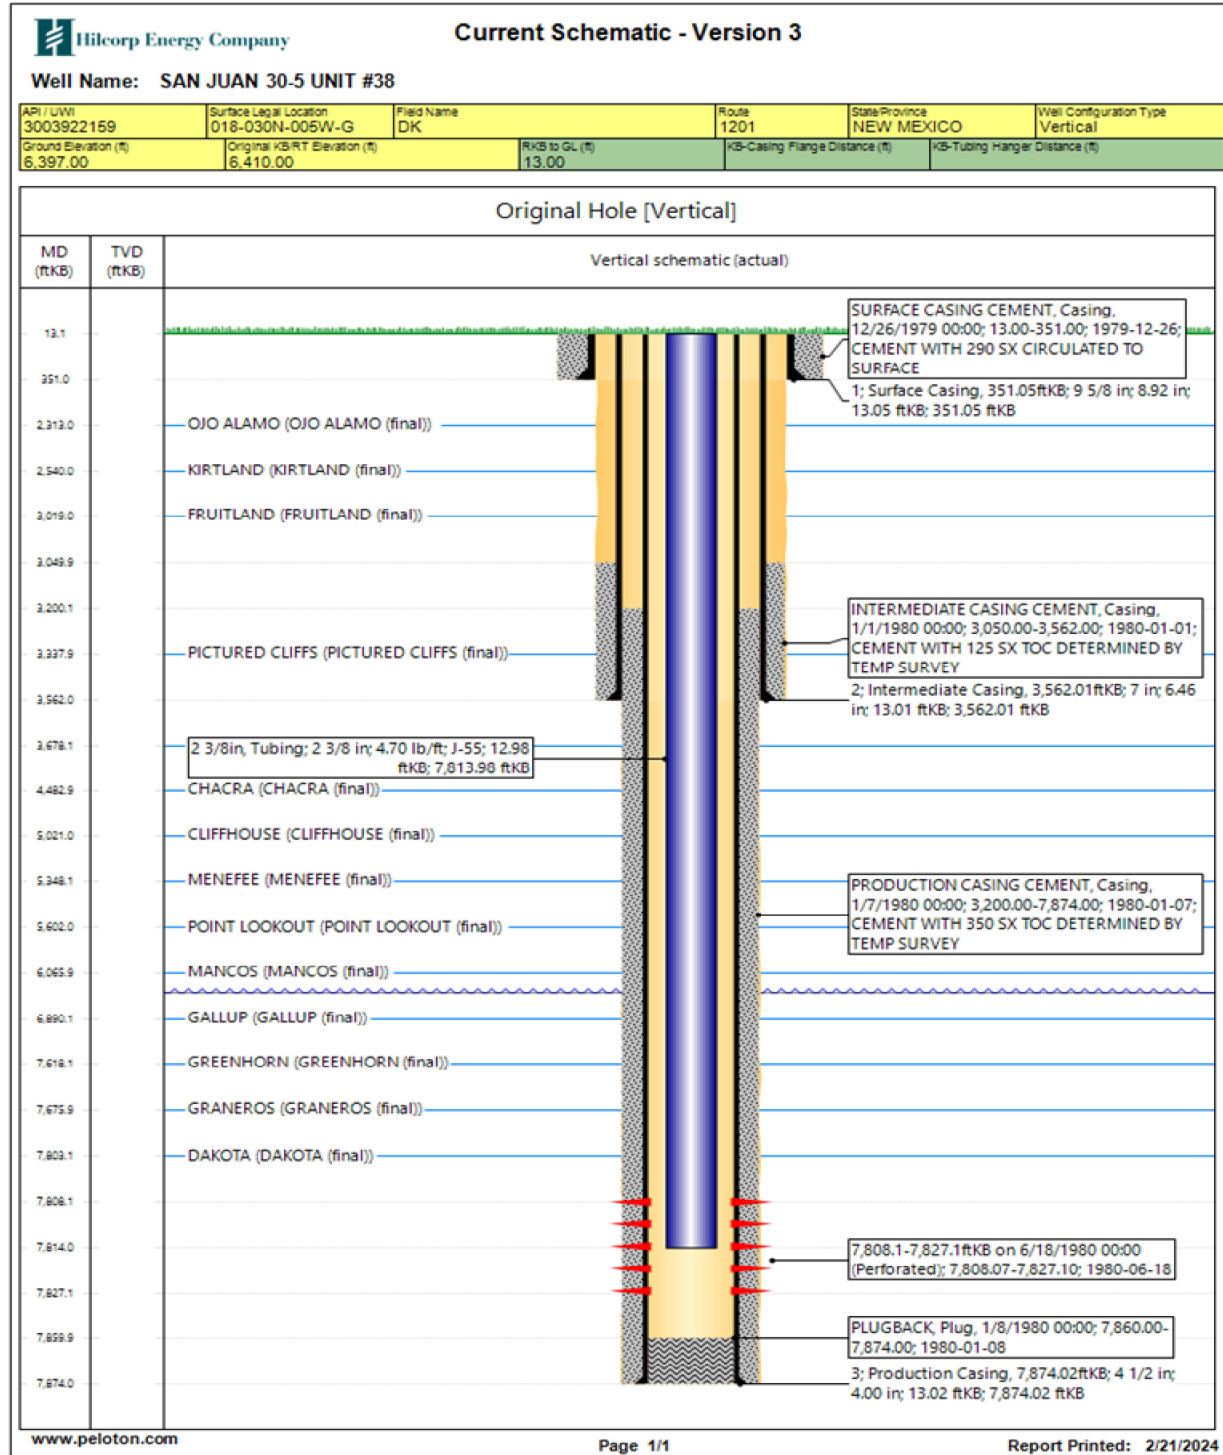 Hilcorp Energy Company
Current Schematic - Version 3
Well Name: SAN JUAN 30-5 UNIT #38
API / UWI
3003922159
Surface Legal Location
018-030N-005W-G
Field Name
DK
Route
1201
State/Province
NEW MEXICO
Well Configuration Type
Vertical
Ground Elevation (ft)
6,397.00
Original KB/RT Elevation (ft)
6,410.00
RKB to GL (ft)
13.00
KB-Casing Flange Distance (ft)
KB-Tubing Hanger Distance (ft)
Original Hole [Vertical]
MD
(ftKB)
TVD
(ftKB)
Vertical schematic (actual)
SURFACE CASING CEMENT, Casing,
12/26/1979 00:00; 13.00-351.00; 1979-12-26;
CEMENT WITH 290 SX CIRCULATED TO
SURFACE
13.1
351.0
1; Surface Casing, 351.05ftKB; 9 5/8 in; 8.92 in;
13.05 ftKB; 351.05 ftKB
2,313.0
OJO ALAMO (OJO ALAMO (final))
2,540.0
KIRTLAND (KIRTLAND (final))
3,019.0
FRUITLAND (FRUITLAND (final))
3,049.9
3,200.1
INTERMEDIATE CASING CEMENT, Casing,
1/1/1980 00:00; 3,050.00-3,562.00; 1980-01-01;
CEMENT WITH 125 SX TOC DETERMINED BY
TEMP SURVEY
3,337.9
PICTURED CLIFFS (PICTURED CLIFFS (final))
3,562.0
2; Intermediate Casing, 3,562.01ftKB; 7 in; 6.46
in; 13.01 ftKB; 3,562.01 ftKB
3,678.1
2 3/8in, Tubing; 2 3/8 in; 4.70 lb/ft; J-55; 12.98
ftKB; 7,813.98 ftKB
4,482.9
CHACRA (CHACRA (final))
5,021.0
CLIFFHOUSE (CLIFFHOUSE (final))
5,348.1
MENEFEE (MENEFEE (final))
PRODUCTION CASING CEMENT, Casing,
1/7/1980 00:00; 3,200.00-7,874.00; 1980-01-07;
CEMENT WITH 350 SX TOC DETERMINED BY
TEMP SURVEY
5,602.0
POINT LOOKOUT (POINT LOOKOUT (final))
6,065.9
MANCOS (MANCOS (final))
6,890.1
GALLUP (GALLUP (final))
7,618.1
GREENHORN (GREENHORN (final))
7,675.9
GRANEROS (GRANEROS (final))
7,803.1
DAKOTA (DAKOTA (final))
7,808.1
7,814.0
7,808.1-7,827.1ftKB on 6/18/1980 00:00
(Perforated); 7,808.07-7,827.10; 1980-06-18
7,827.1
PLUGBACK, Plug, 1/8/1980 00:00; 7,860.00-
7,874.00; 1980-01-08
7,859.9
7,874.0
3; Production Casing, 7,874.02ftKB; 4 1/2 in;
4.00 in; 13.02 ftKB; 7,874.02 ftKB
www.peloton.com
Page 1/1
Report Printed: 2/21/2024